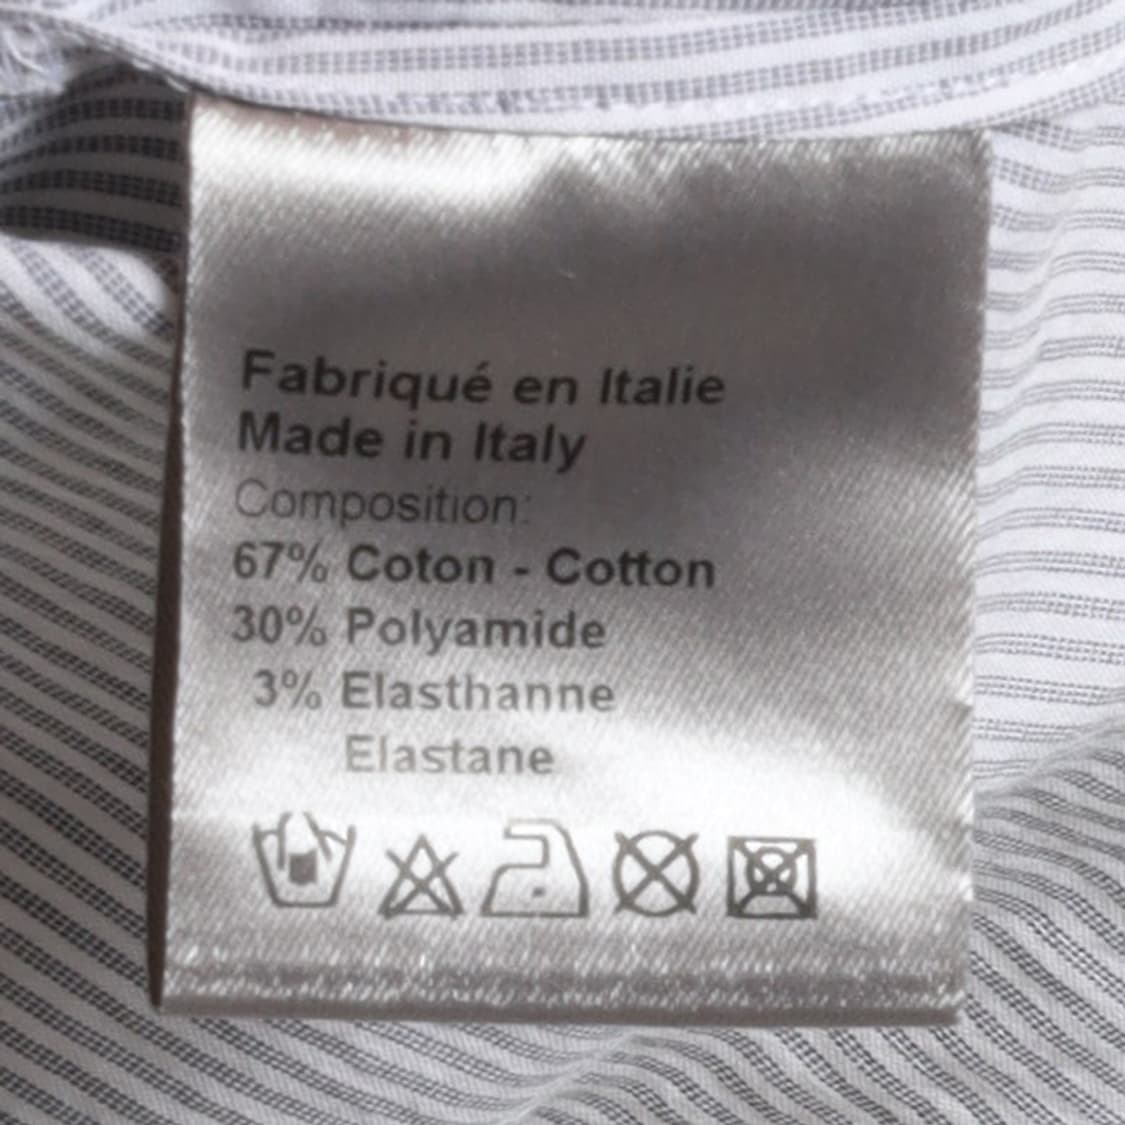 Fabriqué en Italie
Made in Italy
Composition:
67% Coton - Cotton
30% Polyamide
3% Elasthanne
Elastane